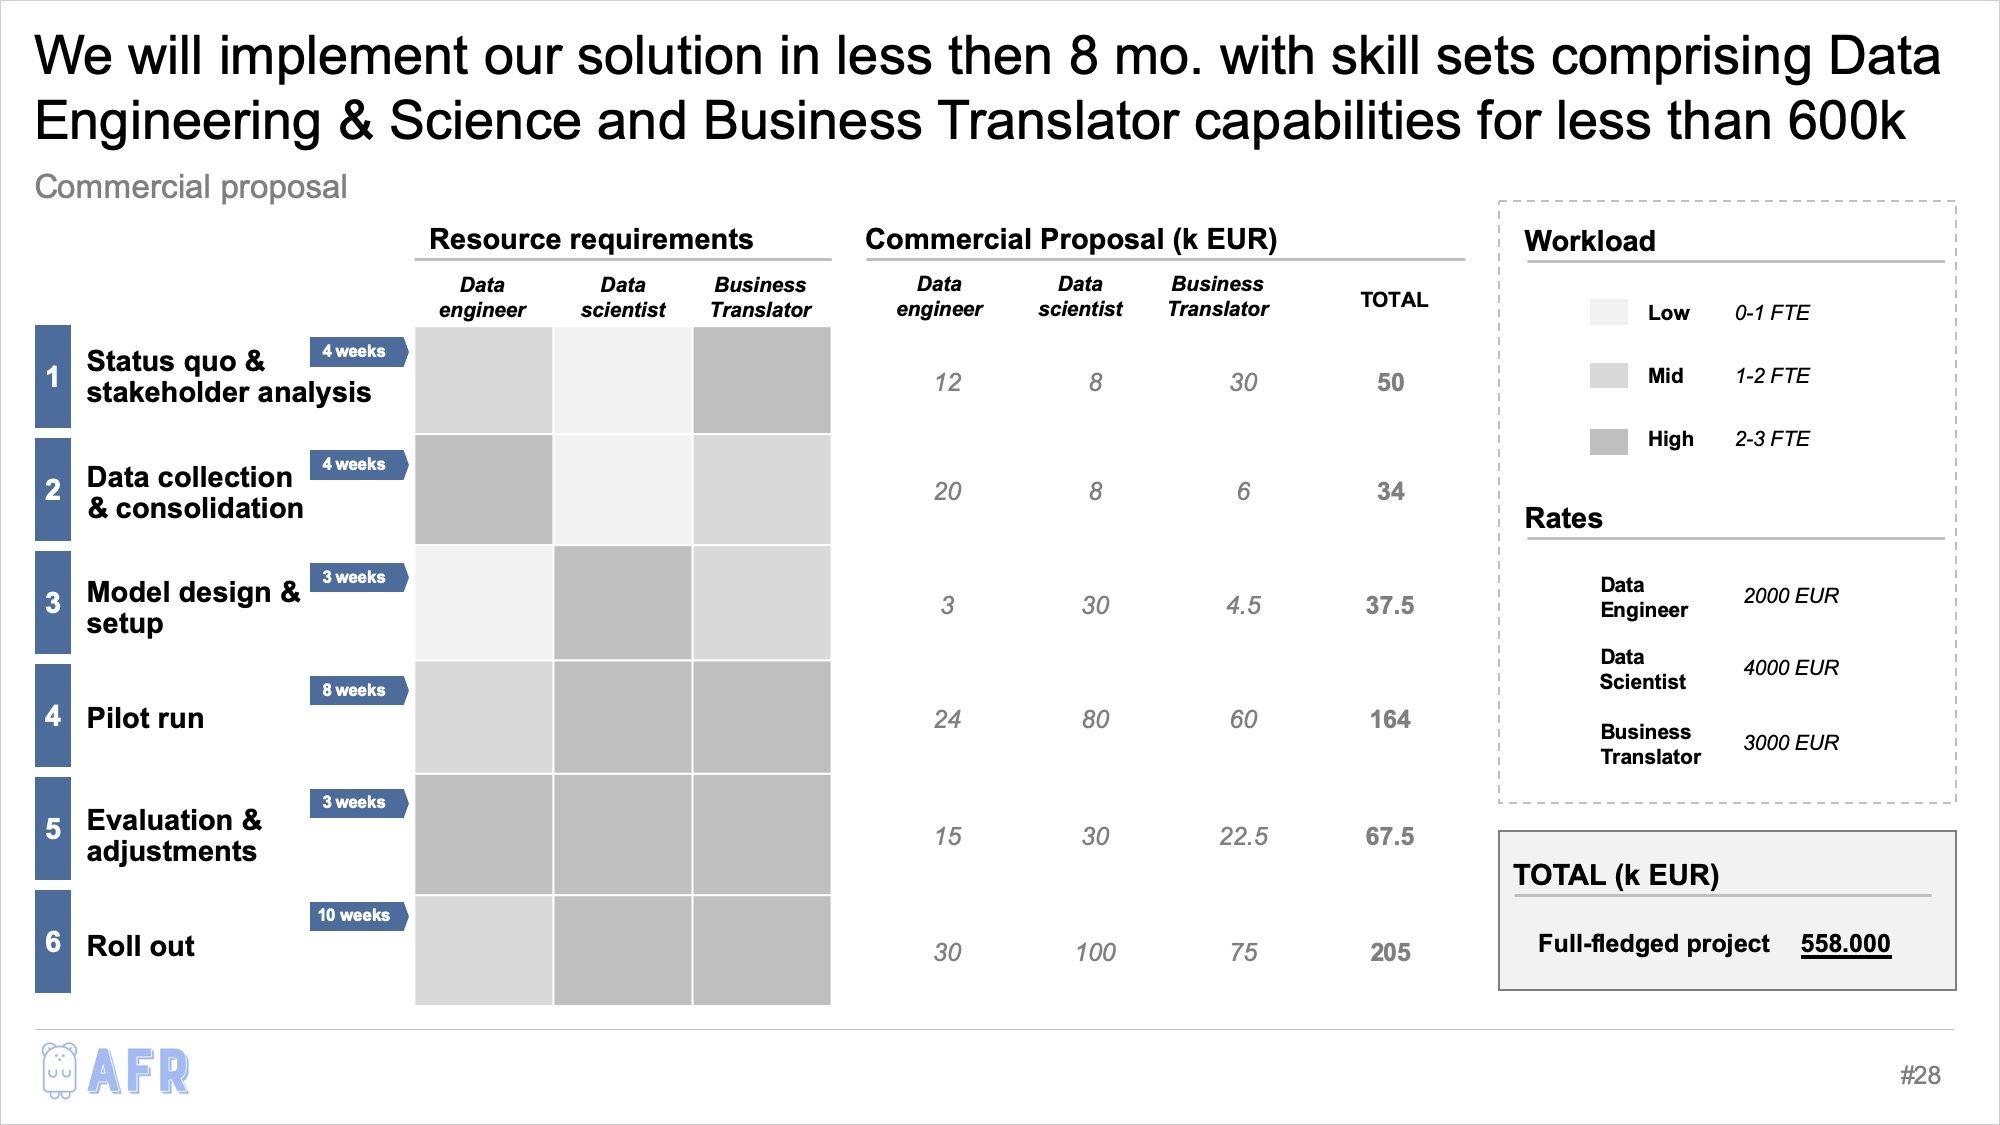 We will implement our solution in less then 8 mo. with skill sets comprising Data
Engineering & Science and Business Translator capabilities for less than 600k
Commercial proposal
Resource requirements
Data
engineer
Data
scientist
Business
Translator
Commercial Proposal (k EUR)
Data
engineer
Data
scientist
Business
Translator
TOTAL
1
Status quo &
stakeholder analysis
4 weeks
12 8 30 50
2
Data collection
& consolidation
4 weeks
20 8 6 34
3
Model design &
setup
3 weeks
3 30 4.5 37.5
4
Pilot run
8 weeks
24 80 60 164
5
Evaluation &
adjustments
3 weeks
15 30 22.5 67.5
6
Roll out
10 weeks
30 100 75 205
Workload
Low 0-1 FTE
Mid 1-2 FTE
High 2-3 FTE
Rates
Data
Engineer
2000 EUR
Data
Scientist
4000 EUR
Business
Translator
3000 EUR
TOTAL (k EUR)
Full-fledged project 558.000
AFR
#28